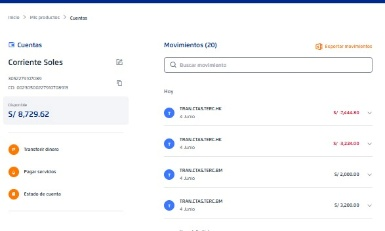 Inicio > Mis productos > Cuentas
Cuentas
Corriente Soles
Disponible
S/ 8,729.62
Transferir dinero
Pagar servicios
Estado de cuenta
Movimientos (20)
Exportar movimientos
Buscar movimiento
Hoy
TRAN.CTAS.TERC.HK
4 Junio
TRAN.CTAS.TERC.HK
4 Junio
TRAN.CTAS.TERC.BM
4 Junio
S/ 2,000.00
TRAN.CTAS.TERC.BM
4 Junio
S/ 3,200.00